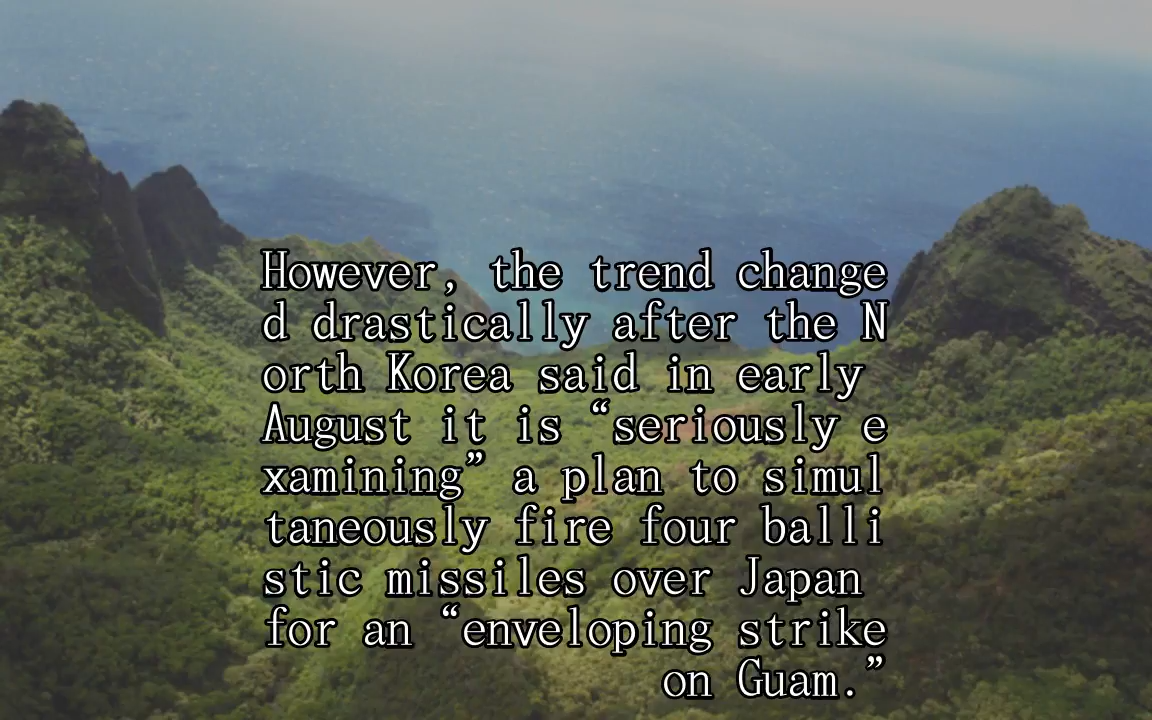 However, the trend change
d drastically after the N
orth Korea said in early
August it is “seriously e
xamining” a plan to simul
taneously fire four balli
stic missiles over Japan
for an “enveloping strike
on Guam.”